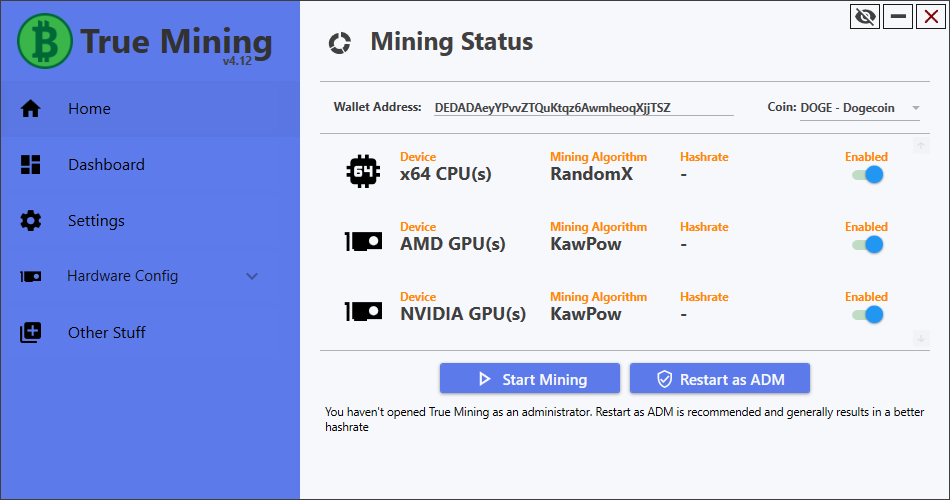 True Mining
v4.12
Home
Dashboard
Settings
Hardware Config
Other Stuff
Mining Status
Wallet Address: DEDADAeyYPvvZTQuKtqz6AwmheoqXjjTSZ Coin: DOGE - Dogecoin
Device Mining Algorithm Hashrate Enabled
64 x64 CPU(s) RandomX -
Device Mining Algorithm Hashrate Enabled
AMD GPU(s) KawPow -
Device Mining Algorithm Hashrate Enabled
NVIDIA GPU(s) KawPow -
Start Mining Restart as ADM
You haven't opened True Mining as an administrator. Restart as ADM is recommended and generally results in a better
hashrate